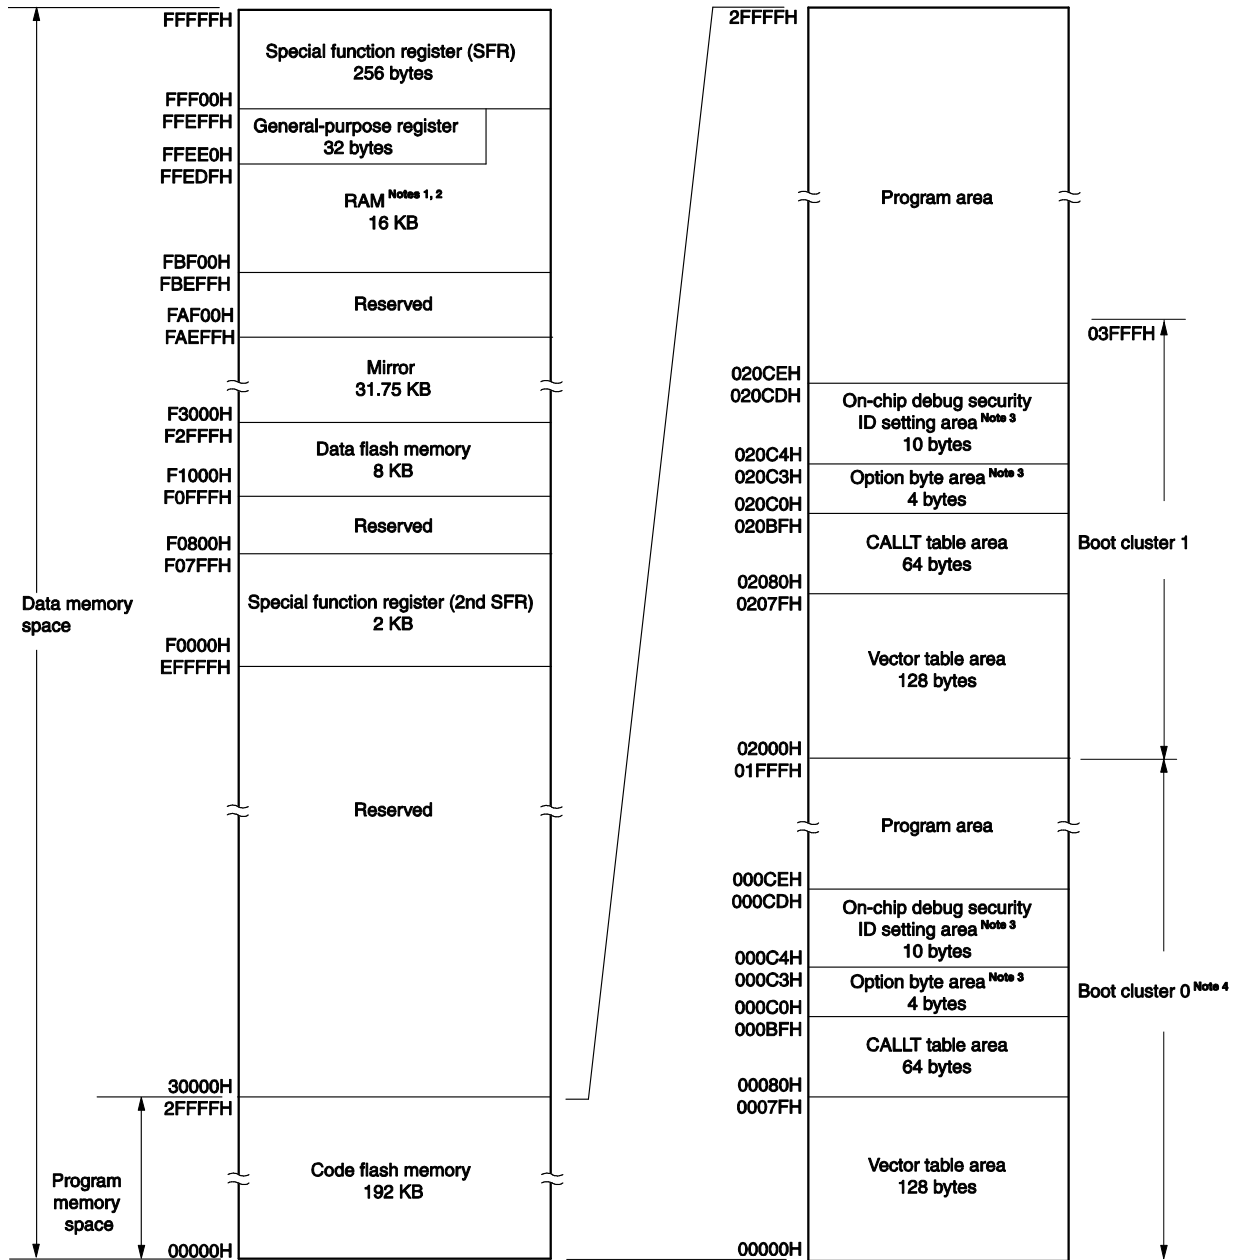 FFFFFH
Special function register (SFR)
256 bytes
FFF00H
FFEFFH
General-purpose register
32 bytes
FFEE0H
FFEDFH
RAM Notes 1, 2
16 KB
FBF00H
FBEFFH
Reserved
FAF00H
FAEFFH
Mirror
31.75 KB
F3000H
F2FFFH
Data flash memory
8 KB
F1000H
F0FFFH
Reserved
F0800H
F07FFH
Special function register (2nd SFR)
2 KB
F0000H
EFFFFH
Data memory
space
Reserved
30000H
2FFFFH
Code flash memory
192 KB
Program
memory
space
00000H
2FFFFH
Program area
03FFFH
020CEH
020CDH
On-chip debug security
ID setting area Note 3
10 bytes
020C4H
020C3H
Option byte area Note 3
4 bytes
020C0H
020BFH
CALLT table area
64 bytes
Boot cluster 1
02080H
0207FH
Vector table area
128 bytes
02000H
01FFFH
Program area
000CEH
000CDH
On-chip debug security
ID setting area Note 3
10 bytes
000C4H
000C3H
Option byte area Note 3
4 bytes
Boot cluster 0 Note 4
000C0H
000BFH
CALLT table area
64 bytes
00080H
0007FH
Vector table area
128 bytes
00000H